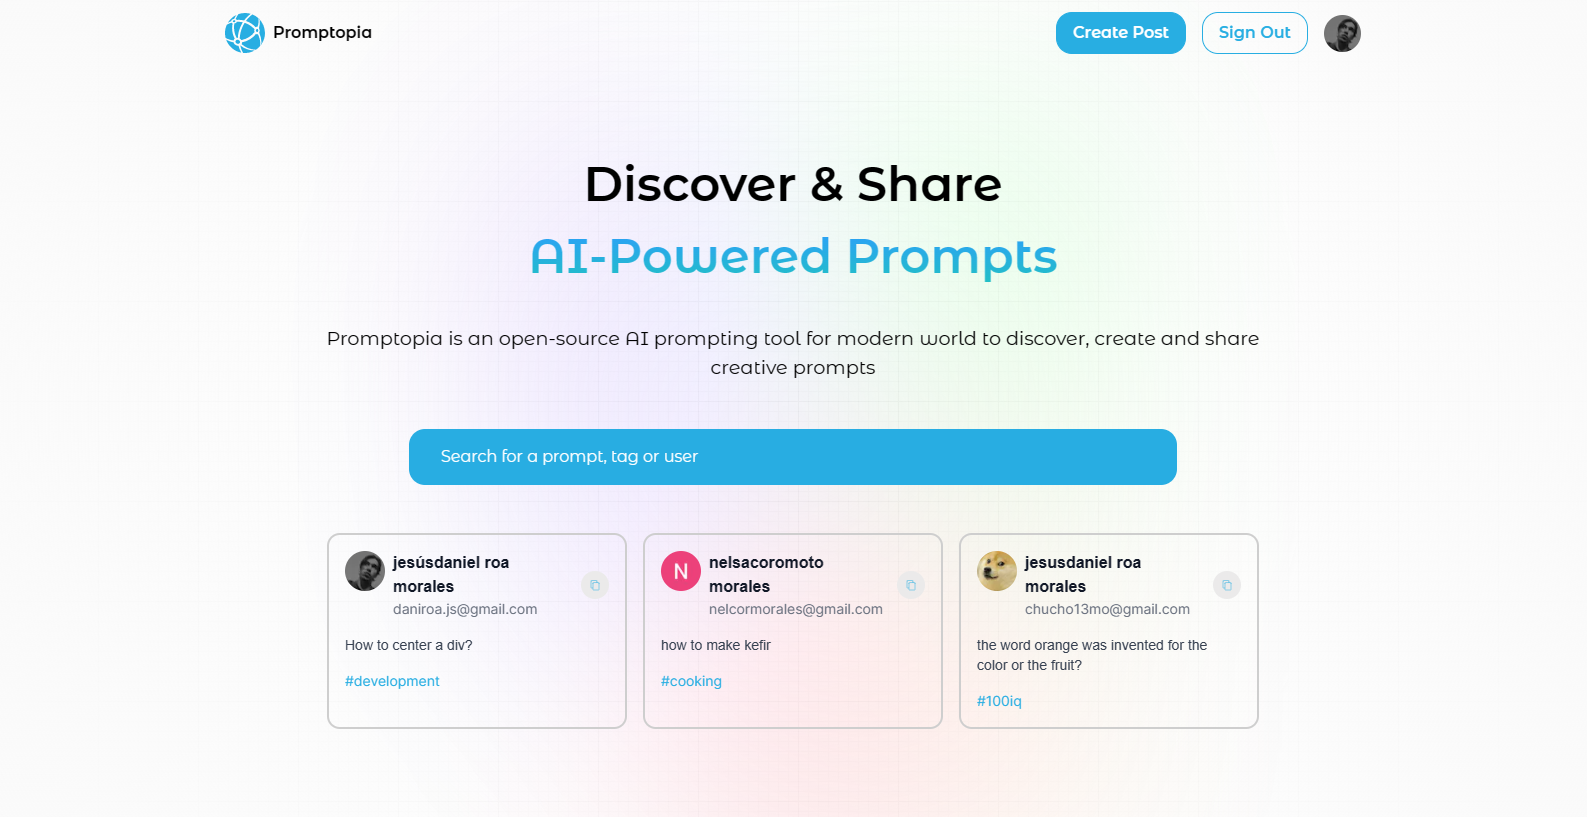 Promptopia
Create Post
Sign Out
Discover & Share
AI-Powered Prompts
Promptopia is an open-source AI prompting tool for modern world to discover, create and share
creative prompts
Search for a prompt, tag or user
jesúsdaniel roa
morales
daniroa.js@gmail.com
How to center a div?
#development
N
nelsacoromoto
morales
nelcormorales@gmail.com
how to make kefir
#cooking
jesusdaniel roa
morales
chucho13mo@gmail.com
the word orange was invented for the
color or the fruit?
#100iq